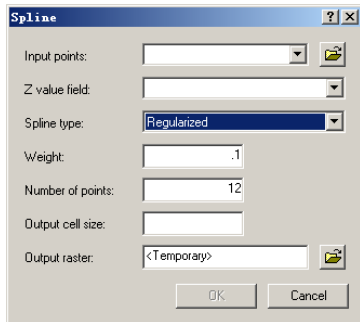 Spline
Input points:
Z value field:
Spline type: Regularized
Weight: .1
Number of points: 12
Output cell size:
Output raster: <Temporary>
OK Cancel